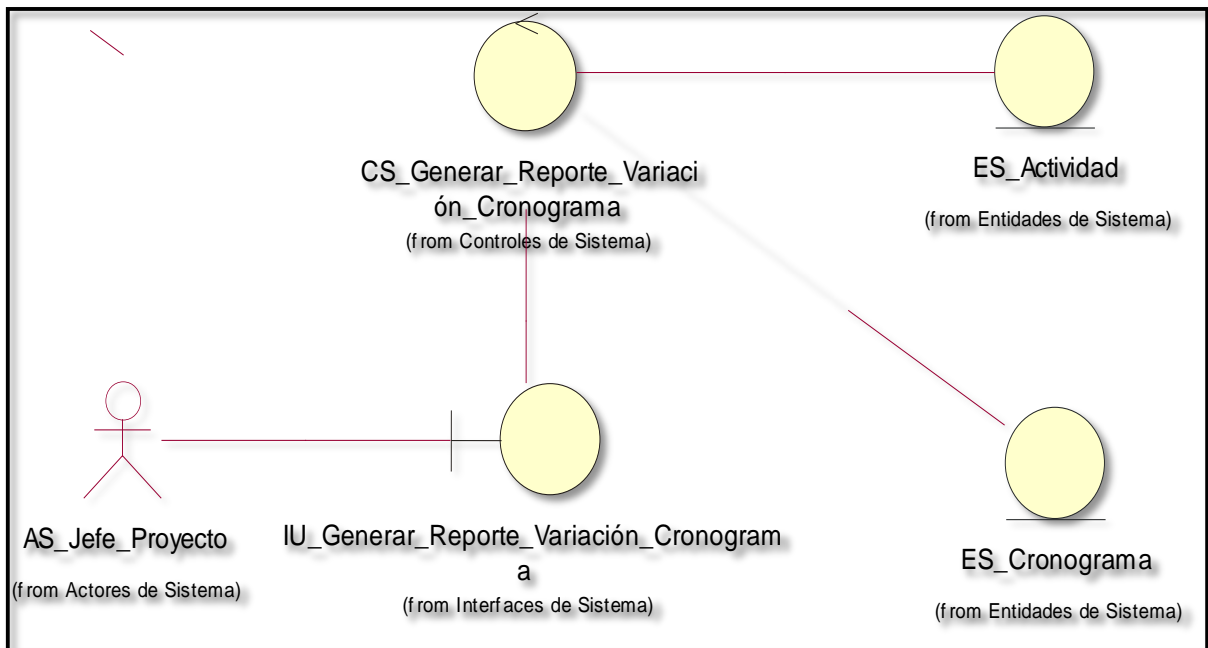 CS_Generar_Reporte_Variaci
ón_Cronograma
(from Controles de Sistema)
ES_Actividad
(from Entidades de Sistema)
AS_Jefe_Proyecto
(from Actores de Sistema)
IU_Generar_Reporte_Variación_Cronogram
a
(from Interfaces de Sistema)
ES_Cronograma
(from Entidades de Sistema)